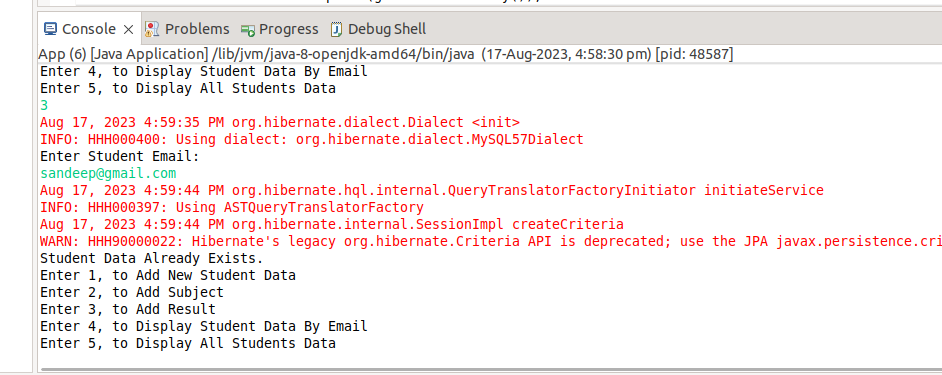 Console Problems Progress Debug Shell
App (6) [Java Application] /lib/jvm/java-8-openjdk-amd64/bin/java (17-Aug-2023, 4:58:30 pm) [pid: 48587]
Enter 4, to Display Student Data By Email
Enter 5, to Display All Students Data
3
Aug 17, 2023 4:59:35 PM org.hibernate.dialect.Dialect <init>
INFO: HHH000400: Using dialect: org.hibernate.dialect.MySQL57Dialect
Enter Student Email:
sandeep@gmail.com
Aug 17, 2023 4:59:44 PM org.hibernate.hql.internal.QueryTranslatorFactoryInitiator initiateService
INFO: HHH000397: Using ASTQueryTranslatorFactory
Aug 17, 2023 4:59:44 PM org.hibernate.internal.SessionImpl createCriteria
WARN: HHH90000022: Hibernate's legacy org.hibernate.Criteria API is deprecated; use the JPA javax.persistence.cri
Student Data Already Exists.
Enter 1, to Add New Student Data
Enter 2, to Add Subject
Enter 3, to Add Result
Enter 4, to Display Student Data By Email
Enter 5, to Display All Students Data